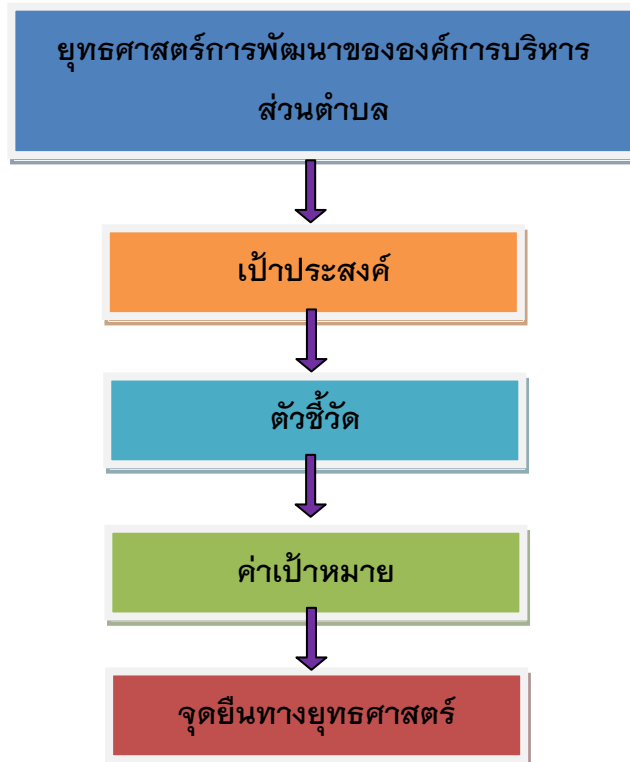 ยุทธศาสตร์การพัฒนาขององค์การบริหาร
ส่วนตำบล
เป้าประสงค์
ตัวชี้วัด
ค่าเป้าหมาย
จุดยืนทางยุทธศาสตร์